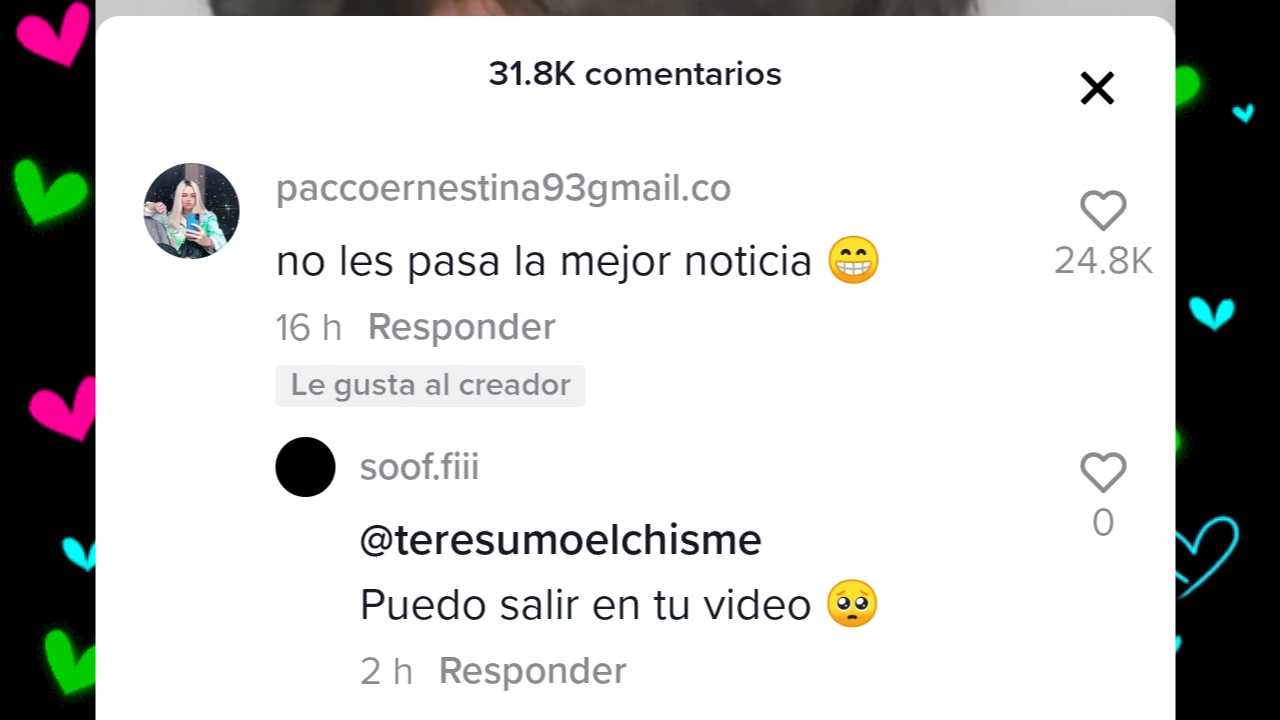 31.8K comentarios
paccoernestina93gmail.co
no les pasa la mejor noticia 😁
24.8K
16 h Responder
Le gusta al creador
soof.fiii
@teresumoelchisme
0
Puedo salir en tu video 🥺
2 h Responder